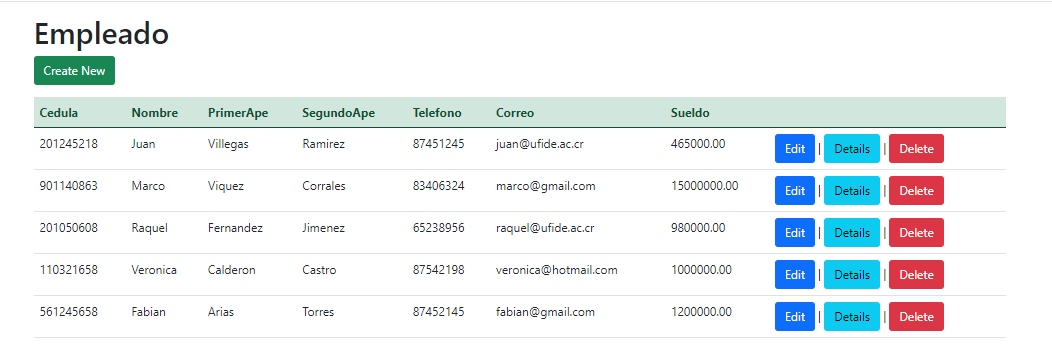 Empleado
Create New
Cedula Nombre PrimerApe SegundoApe Telefono Correo Sueldo
201245218 Juan Villegas Ramirez 87451245 juan@ufide.ac.cr 465000.00 Edit | Details | Delete
901140863 Marco Viquez Corrales 83406324 marco@gmail.com 15000000.00 Edit | Details | Delete
201050608 Raquel Fernandez Jimenez 65238956 raquel@ufide.ac.cr 980000.00 Edit | Details | Delete
110321658 Veronica Calderon Castro 87542198 veronica@hotmail.com 1000000.00 Edit | Details | Delete
561245658 Fabian Arias Torres 87452145 fabian@gmail.com 1200000.00 Edit | Details | Delete